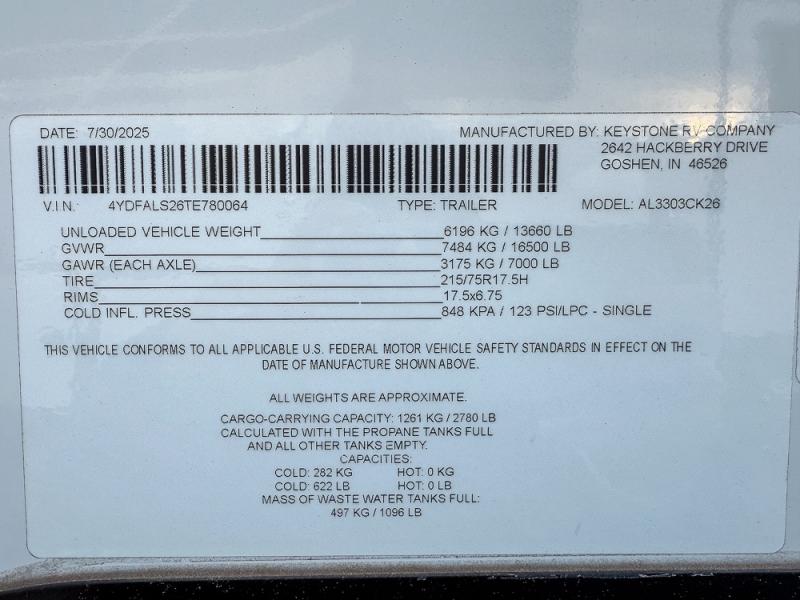 DATE: 7/30/2025
MANUFACTURED BY: KEYSTONE RV COMPANY
2642 HACKBERRY DRIVE
GOSHEN, IN 46526
V.I.N. 4YDFALS26TE780064 TYPE: TRAILER MODEL: AL3303CK26
UNLOADED VEHICLE WEIGHT 6196 KG / 13660 LB
GVWR 7484 KG / 16500 LB
GAWR (EACH AXLE) 3175 KG / 7000 LB
TIRE 215/75R17.5H
RIMS 17.5x6.75
COLD INFL. PRESS 848 KPA / 123 PSI/LPC - SINGLE
THIS VEHICLE CONFORMS TO ALL APPLICABLE U.S. FEDERAL MOTOR VEHICLE SAFETY STANDARDS IN EFFECT ON THE
DATE OF MANUFACTURE SHOWN ABOVE.
ALL WEIGHTS ARE APPROXIMATE.
CARGO-CARRYING CAPACITY: 1261 KG / 2780 LB
CALCULATED WITH THE PROPANE TANKS FULL
AND ALL OTHER TANKS EMPTY.
CAPACITIES:
COLD: 282 KG HOT: 0 KG
COLD: 622 LB HOT: 0 LB
MASS OF WASTE WATER TANKS FULL:
497 KG / 1096 LB